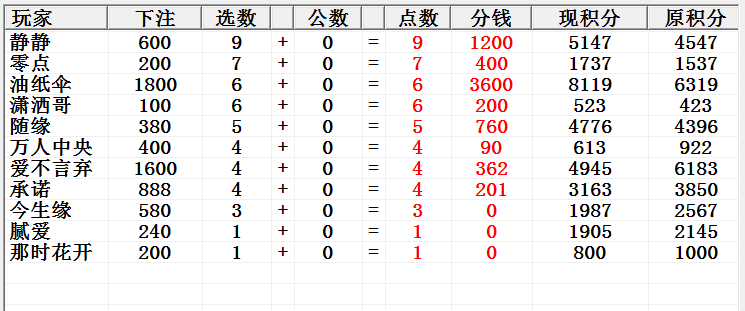 玩家 下注 选数 公数 点数 分钱 现积分 原积分
静静 600 9 + 0 = 9 1200 5147 4547
零点 200 7 + 0 = 7 400 1737 1537
油纸伞 1800 6 + 0 = 6 3600 8119 6319
潇洒哥 100 6 + 0 = 6 200 523 423
随缘 380 5 + 0 = 5 760 4776 4396
万人中央 400 4 + 0 = 4 90 613 922
爱不言弃 1600 4 + 0 = 4 362 4945 6183
承诺 888 4 + 0 = 4 201 3163 3850
今生缘 580 3 + 0 = 3 0 1987 2567
腻爱 240 1 + 0 = 1 0 1905 2145
那时花开 200 1 + 0 = 1 0 800 1000